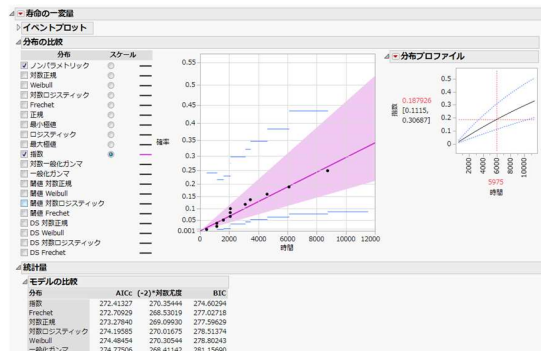 寿命の一変量
イベントプロット
分布の比較
分布 スケール
ノンパラメトリック
対数正規
Weibull
対数ロジスティック
Frechet
正規
最小極値
ロジスティック
最大極値
指数
対数一般化ガンマ
一般化ガンマ
閾値 対数正規
閾値 Weibull
閾値 対数ロジスティック
閾値 Frechet
DS 対数正規
DS Weibull
DS 対数ロジスティック
DS Frechet
確率
0.55
0.5
0.45
0.4
0.35
0.3
0.25
0.2
0.15
0.1
0.05
0.001
0 2000 4000 6000 8000 10000 12000
時間
分布プロファイル
指数
0.187926
[0.1115,
0.30687]
0.5
0.4
0.3
0.2
0.1
0
2000
4000
6000
8000
10000
5975
時間
統計量
モデルの比較
分布 AICc (-2)*対数尤度 BIC
指数 272.41327 270.35444 274.60294
Frechet 272.70929 268.53019 277.02718
対数正規 273.27840 269.09930 277.59629
対数ロジスティック 274.19585 270.01675 278.51374
Weibull 274.48454 270.30544 278.80243
一般化ガンマ 274.77506 268.41142 281.15690